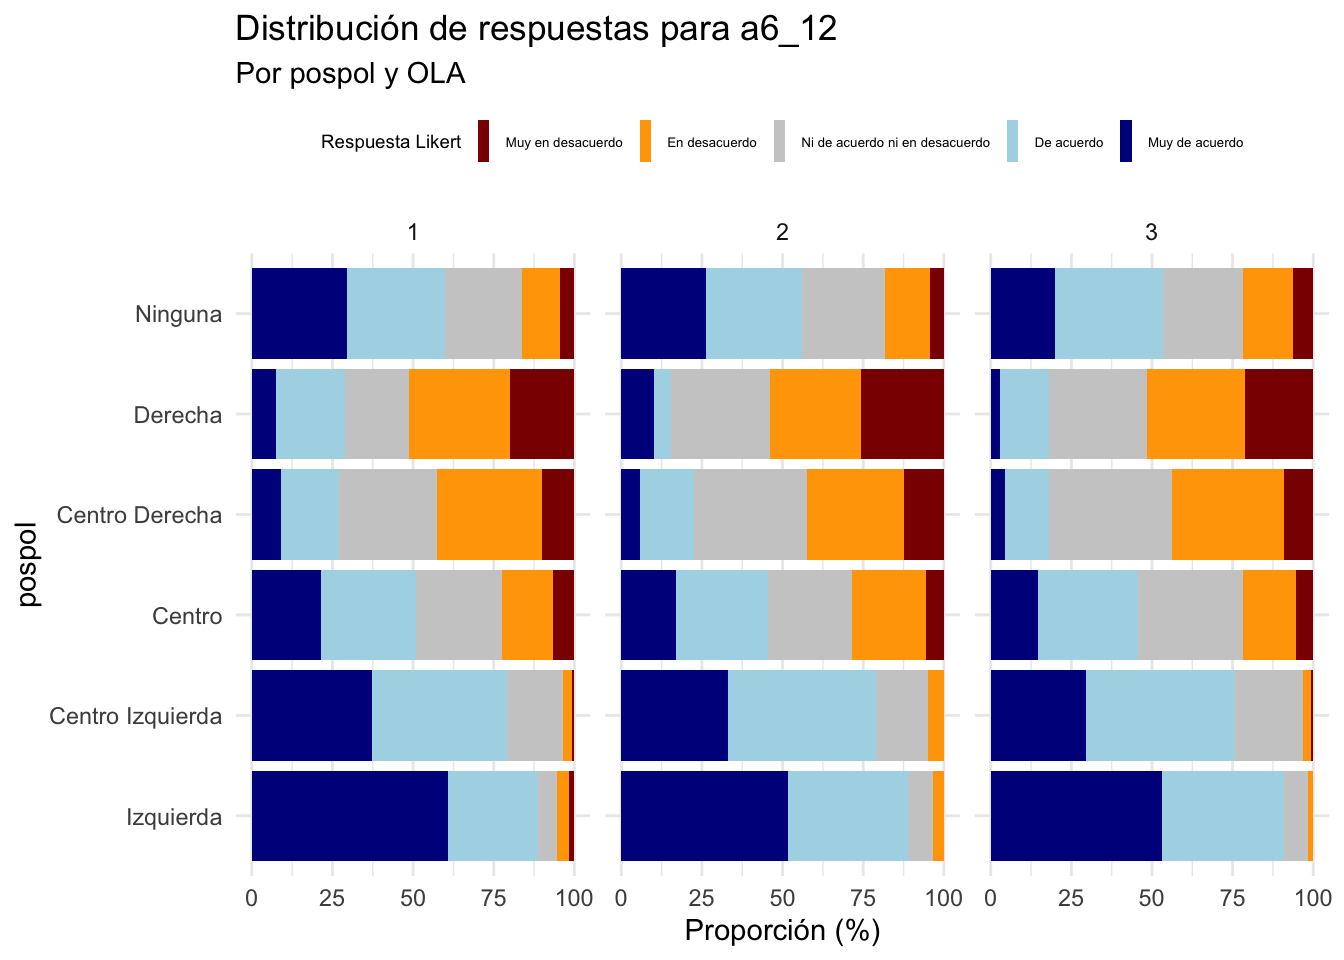 Distribución de respuestas para a6_12
Por pospol y OLA
Respuesta Likert Muy en desacuerdo En desacuerdo Ni de acuerdo ni en desacuerdo De acuerdo Muy de acuerdo
1 2 3
Ninguna
Derecha
Centro Derecha
Centro
Centro Izquierda
Izquierda
pospol
0 25 50 75 100 0 25 50 75 100 0 25 50 75 100
Proporción (%)